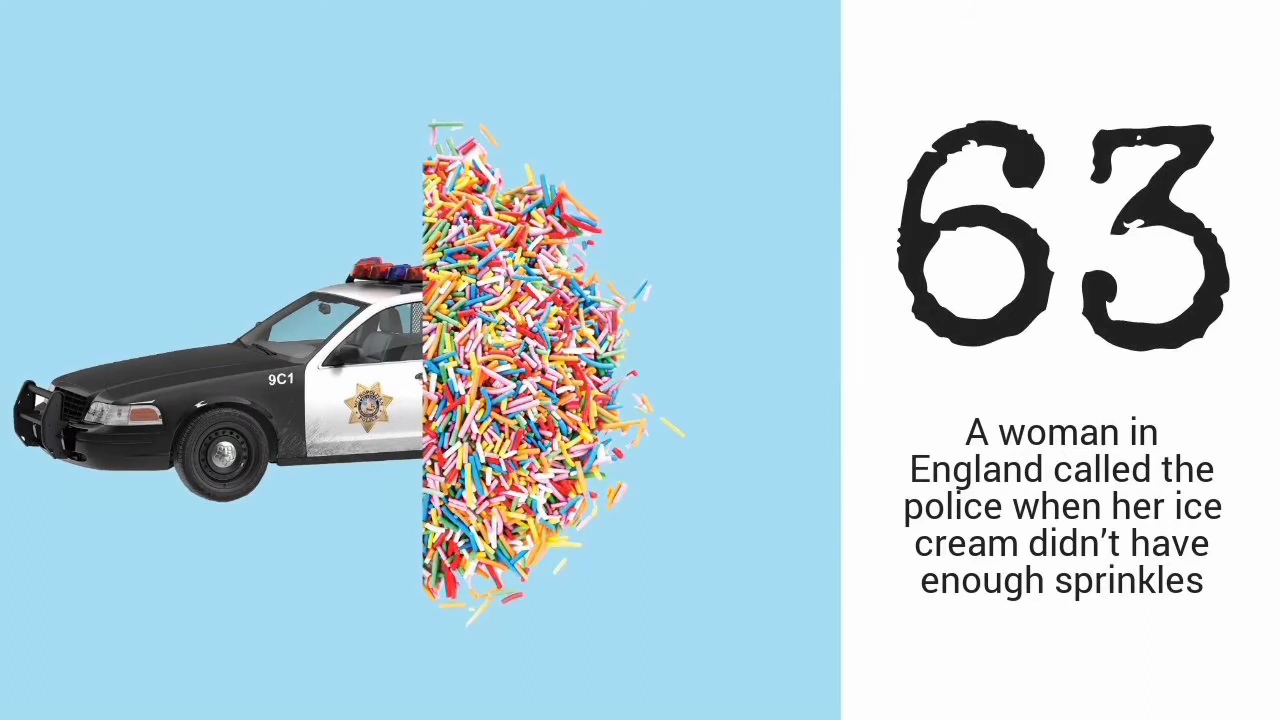 9C1
63
A woman in
England called the
police when her ice
cream didn’t have
enough sprinkles